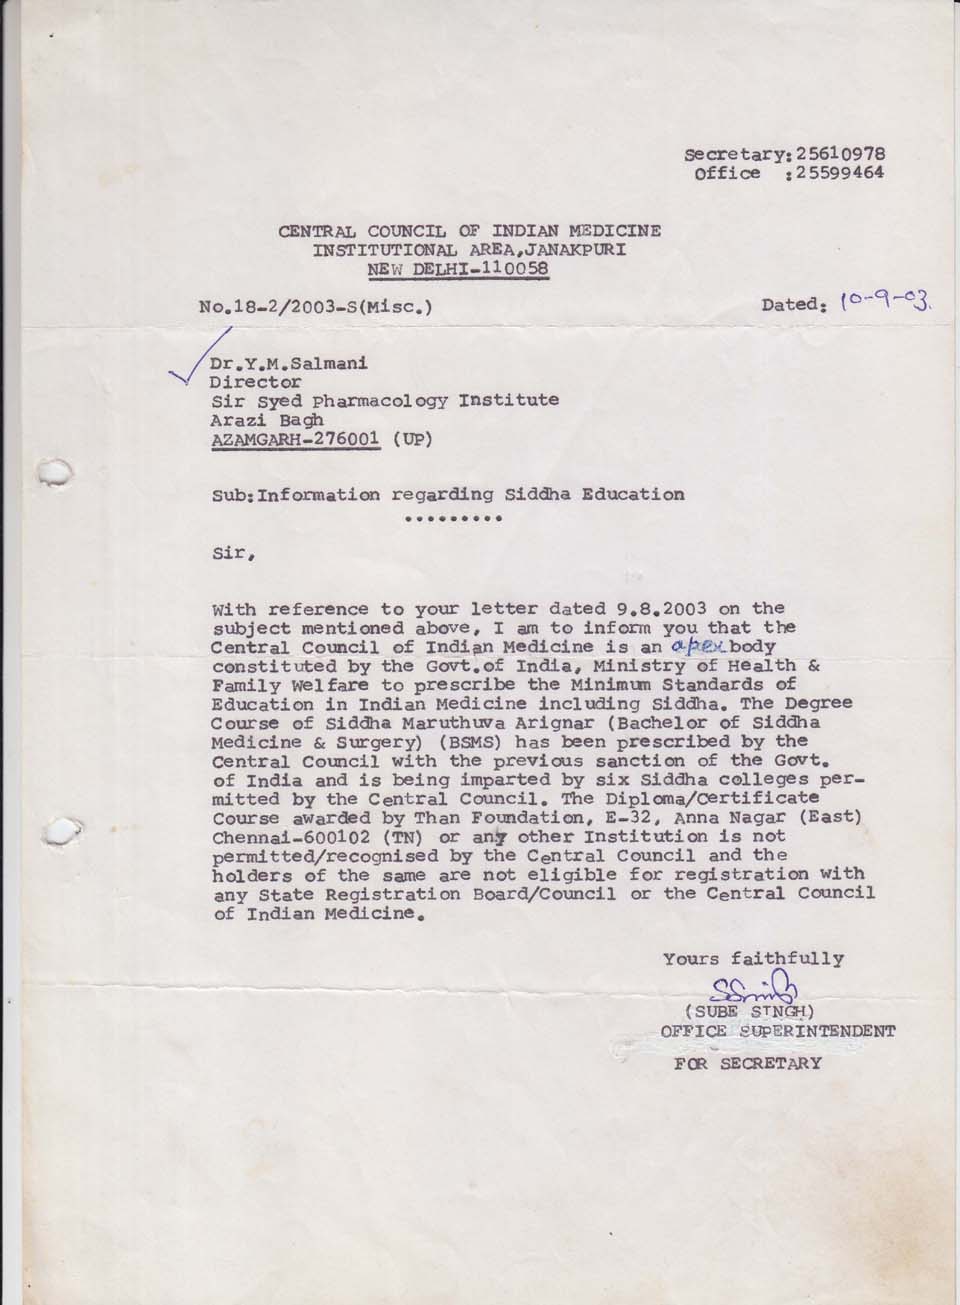 Secretary:25610978
Office :25599464
CENTRAL COUNCIL OF INDIAN MEDICINE
INSTITUTIONAL AREA,JANAKPURI
NEW DELHI-110058
No.18-2/2003-S(Misc.)
Dated: 10-9-03.
Dr.Y.M.Salmani
Director
Sir Syed Pharmacology Institute
Arazi Bagh
AZAMGARH-276001 (UP)
Sub:Information regarding Siddha Education
.........
Sir,
With reference to your letter dated 9.8.2003 on the
subject mentioned above, I am to inform you that the
Central Council of Indian Medicine is an apex body
constituted by the Govt.of India, Ministry of Health &
Family Welfare to prescribe the Minimum Standards of
Education in Indian Medicine including Siddha. The Degree
Course of Siddha Maruthuva Arignar (Bachelor of Siddha
Medicine & Surgery) (BSMS) has been prescribed by the
Central Council with the previous sanction of the Govt.
of India and is being imparted by six Siddha colleges per-
mitted by the Central Council. The Diploma/Certificate
Course awarded by Than Foundation, E-32, Anna Nagar (East)
Chennai-600102 (TN) or any other Institution is not
permitted/recognised by the Central Council and the
holders of the same are not eligible for registration with
any State Registration Board/Council or the Central Council
of Indian Medicine.
Yours faithfully
(SUBE SINGH)
OFFICE SUPERINTENDENT
FOR SECRETARY